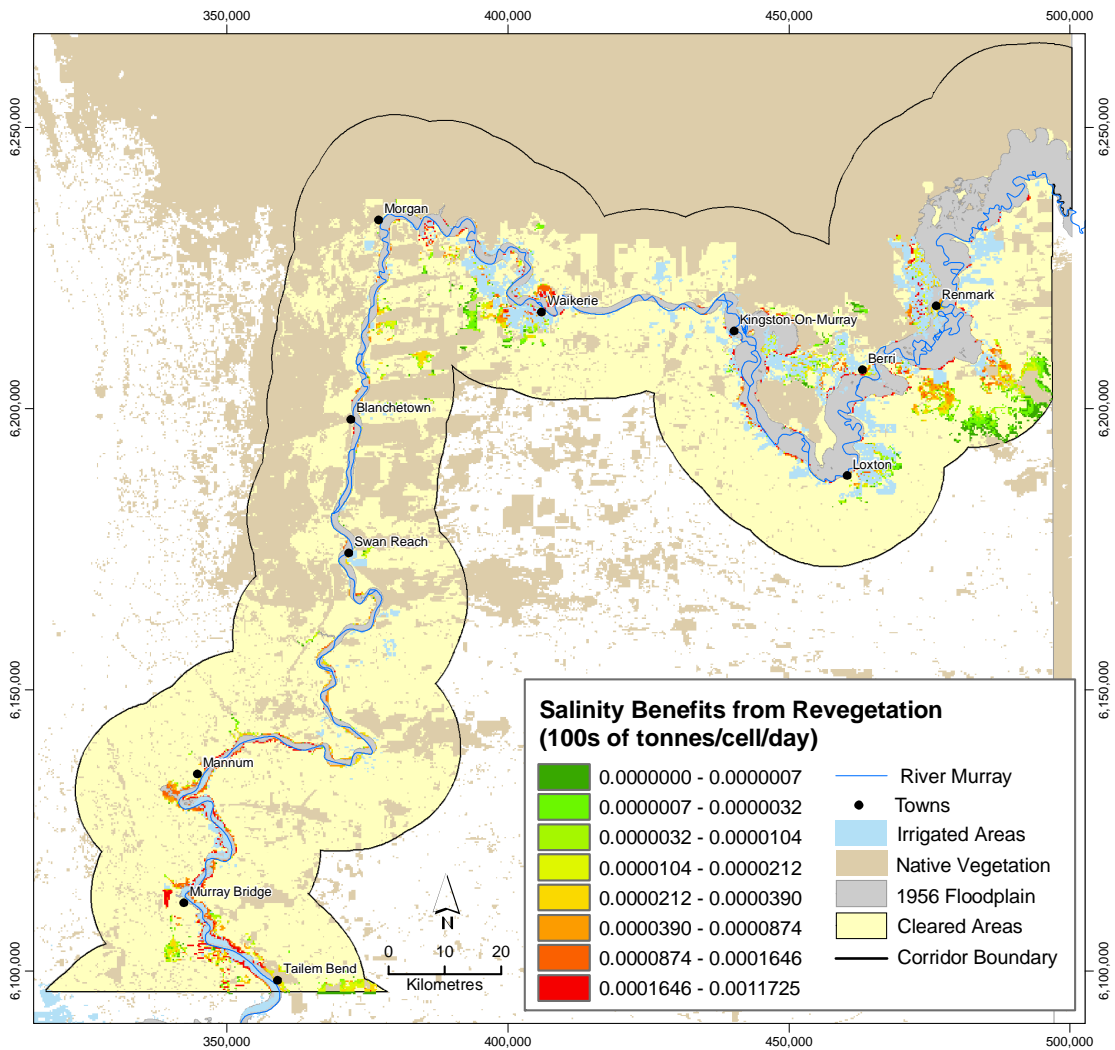 350,000
400,000
450,000
500,000
6,250,000
6,250,000
Morgan
Renmark
Waikerie
Kingston-On-Murray
Berri
6,200,000
6,200,000
Blanchetown
Loxton
Swan Reach
6,150,000
6,150,000
Mannum
Murray Bridge
Tailem Bend
N
0 10 20
Kilometres
6,100,000
6,100,000
Salinity Benefits from Revegetation
(100s of tonnes/cell/day)
0.0000000 - 0.0000007
0.0000007 - 0.0000032
0.0000032 - 0.0000104
0.0000104 - 0.0000212
0.0000212 - 0.0000390
0.0000390 - 0.0000874
0.0000874 - 0.0001646
0.0001646 - 0.0011725
River Murray
Towns
Irrigated Areas
Native Vegetation
1956 Floodplain
Cleared Areas
Corridor Boundary
350,000
400,000
450,000
500,000